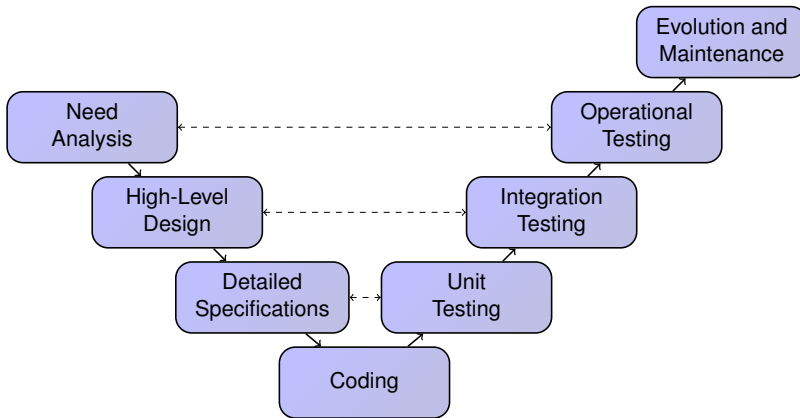 Evolution and
Maintenance
Need
Analysis
Operational
Testing
High-Level
Design
Integration
Testing
Detailed
Specifications
Unit
Testing
Coding